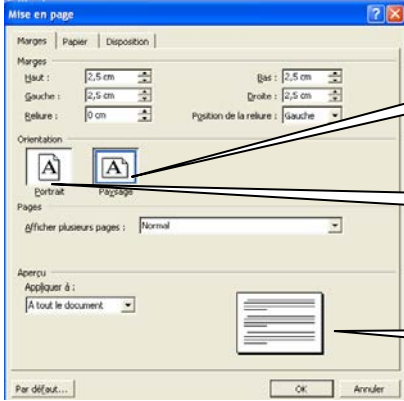 Mise en page
Marges Papier Disposition
Marges
Haut : 2,5 cm Bas : 2,5 cm
Gauche : 2,5 cm Droite : 2,5 cm
Reliure : 0 cm Position de la reliure : Gauche
Orientation
A A
Portrait Paysage
Pages
Afficher plusieurs pages : Normal
Aperçu
Appliquer à :
A tout le document
Par défaut... OK Annuler